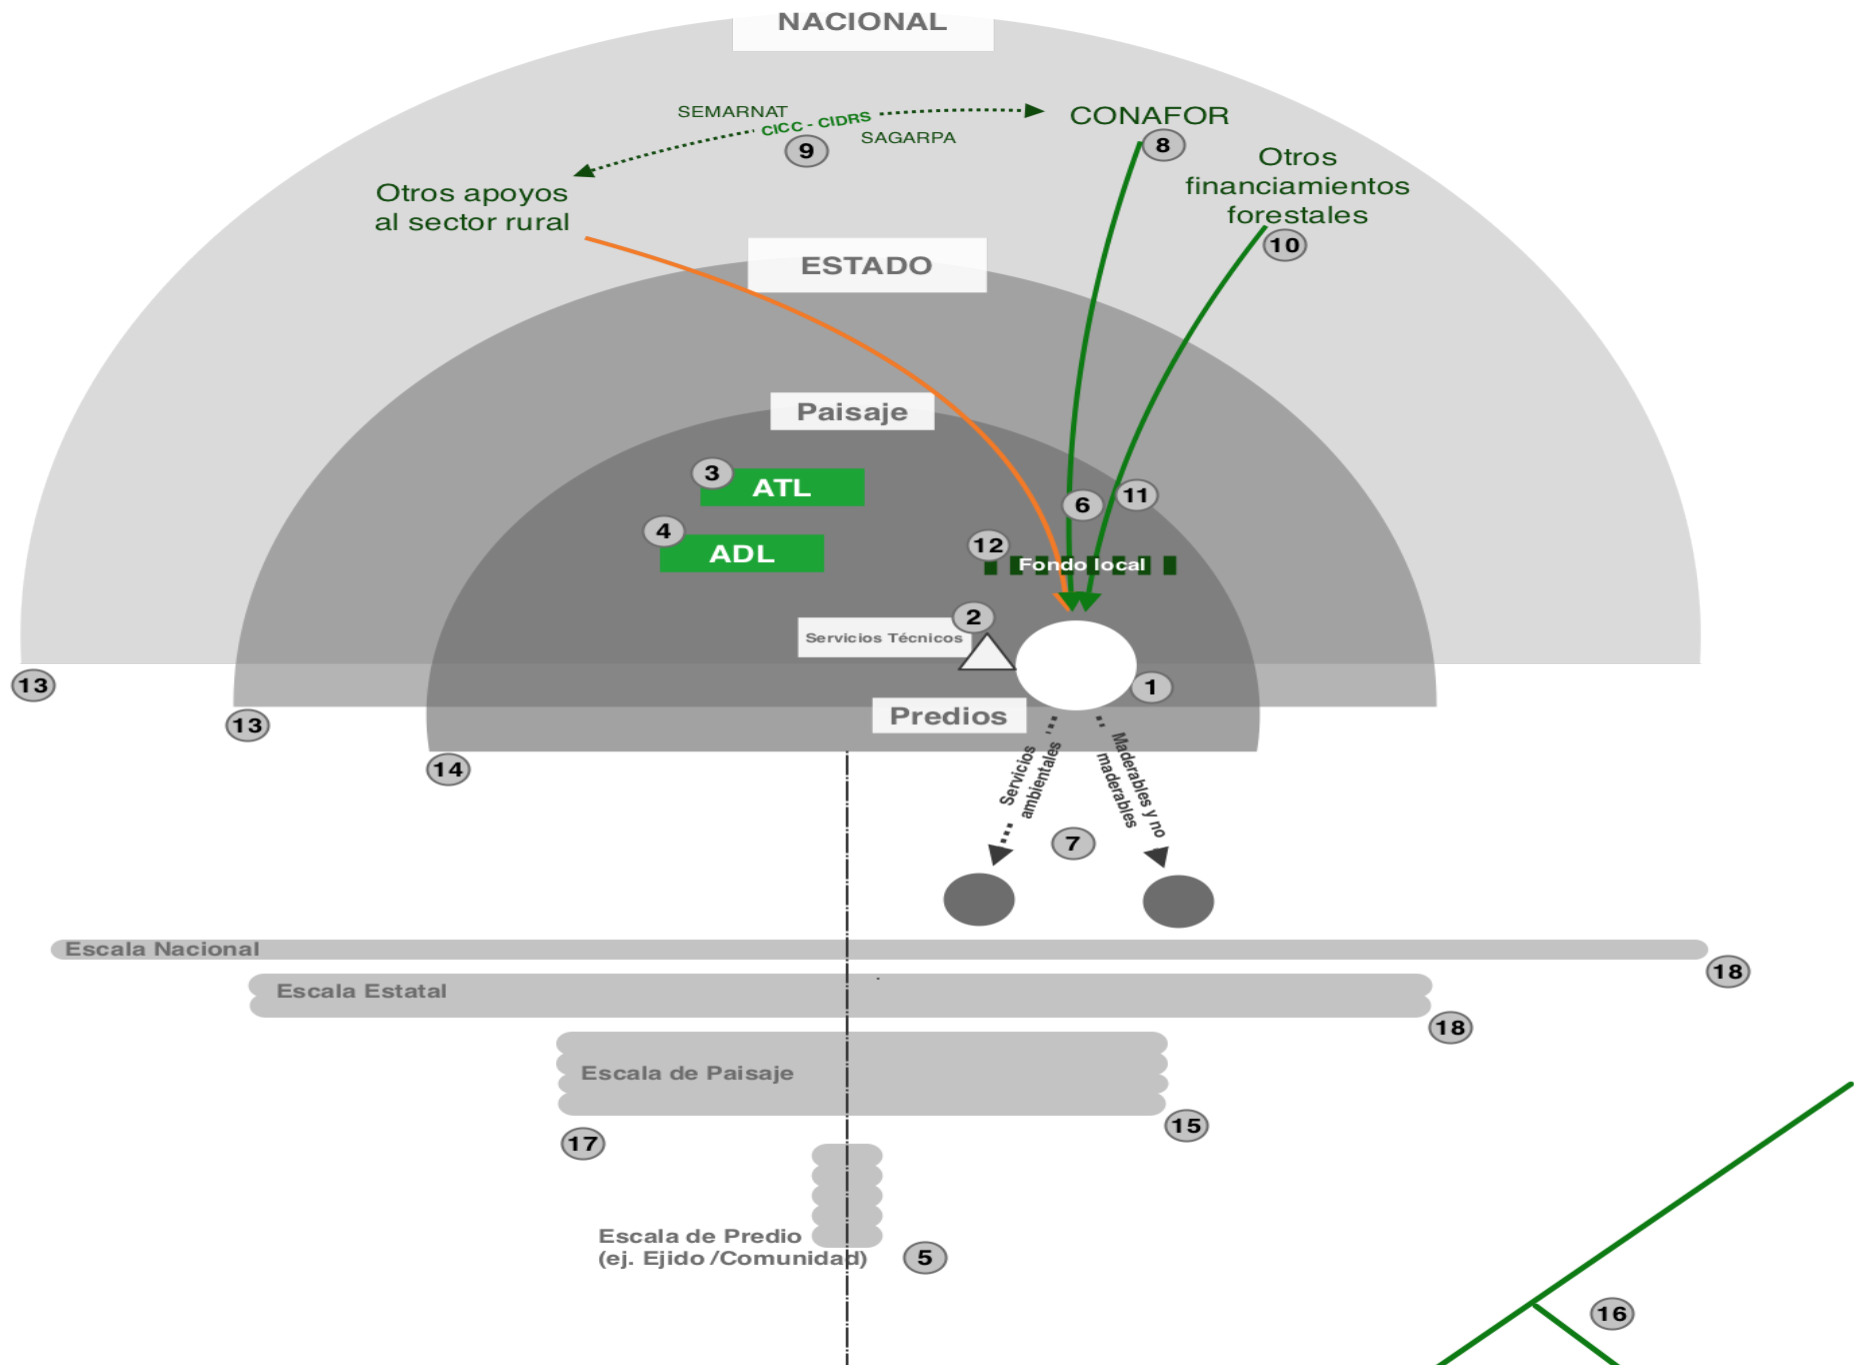 NACIONAL
SEMARNAT
CICC - CIDRS
SAGARPA
9
CONAFOR
8
Otros
financiamientos
forestales
10
Otros apoyos
al sector rural
ESTADO
Paisaje
3
ATL
4
ADL
6
11
12
Fondo local
2
Servicios Técnicos
1
Predios
13
13
14
Servicios
ambientales
Maderables y no
maderables
7
Escala Nacional
18
Escala Estatal
18
Escala de Paisaje
15
17
Escala de Predio
(ej. Ejido /Comunidad)
5
16